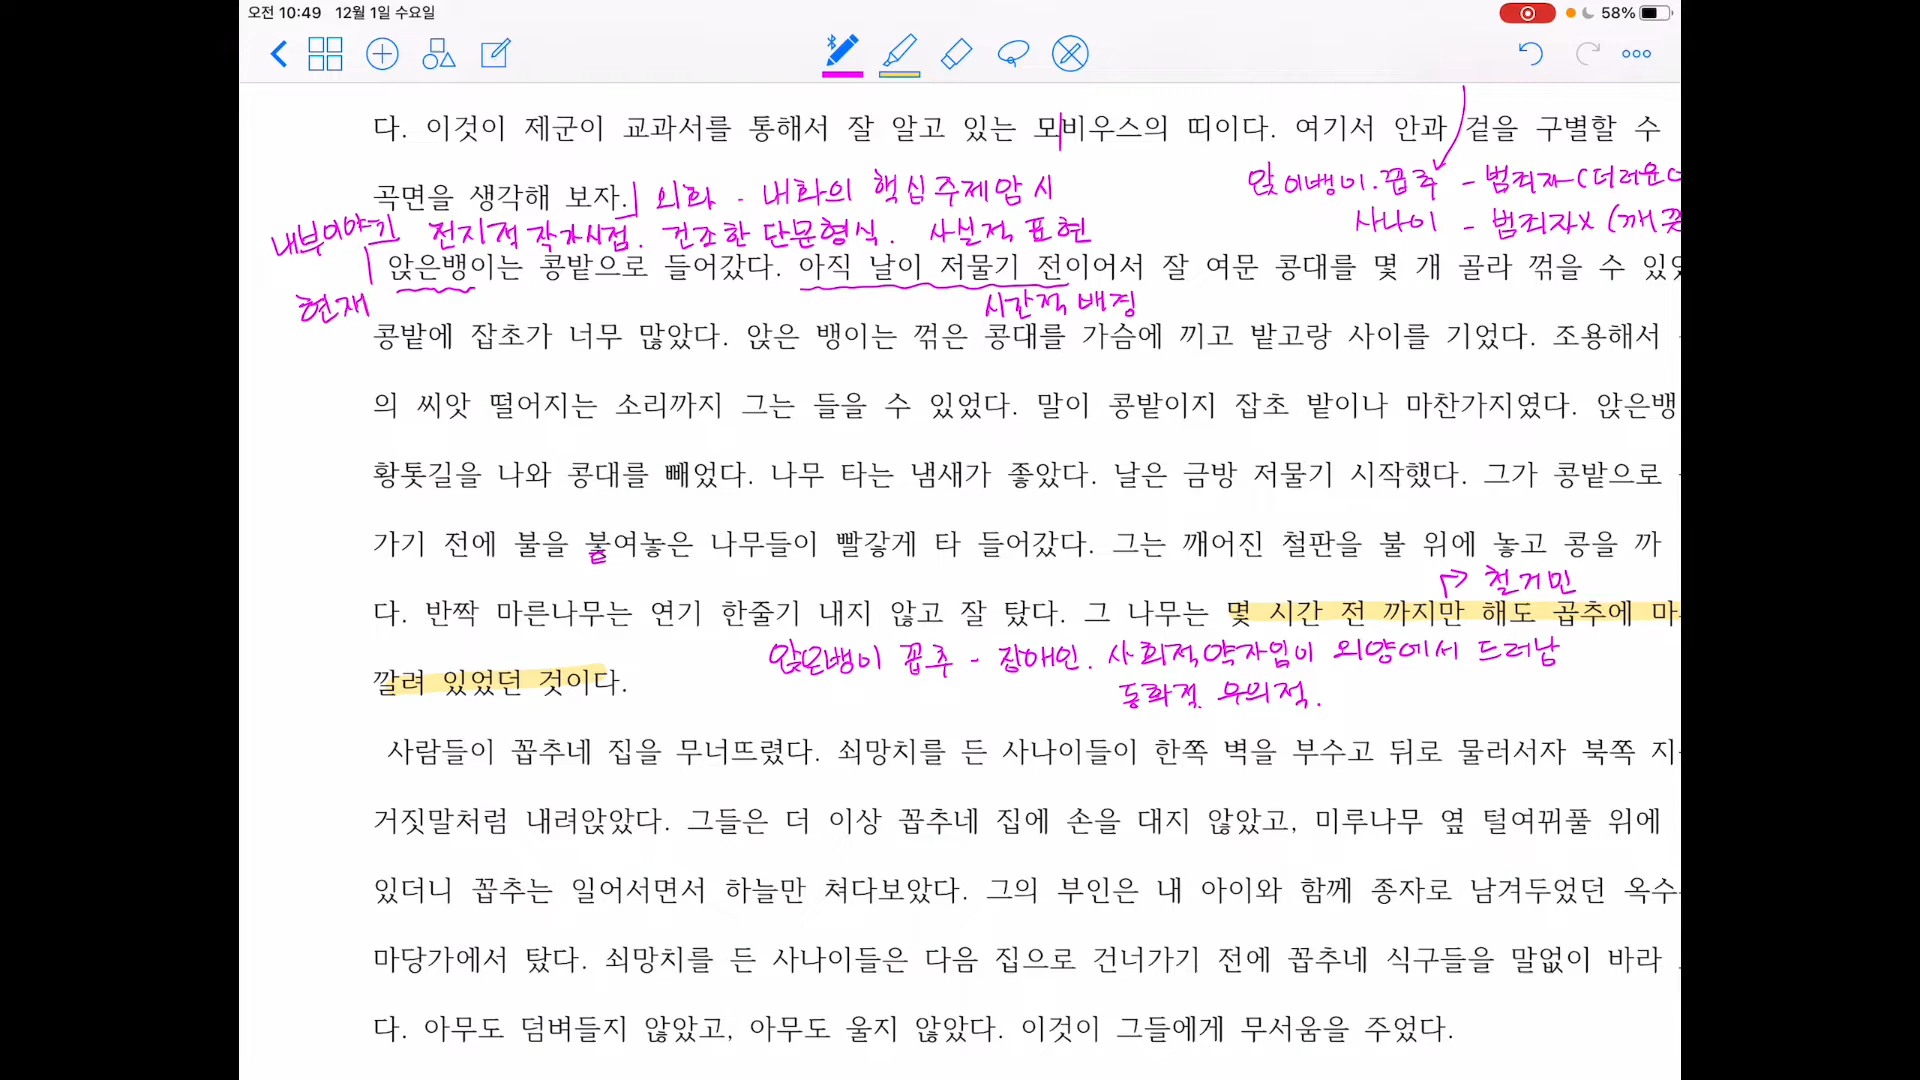 오전 10:49 12월 1일 수요일
58%
다. 이것이 제군이 교과서를 통해서 잘 알고 있는 모비우스의 띠이다. 여기서 안과 겉을 구별할 수
앉이뱅이.꼽추 - 범죄자(더러운
곡면을 생각해 보자. 외화 - 내화의 핵심주제암시
사나이 - 범죄자x (깨끗
내부이야기 전지적 작가시점. 건조한 단문형식. 사실적 표현
앉은뱅이는 콩밭으로 들어갔다. 아직 날이 저물기 전이어서 잘 여문 콩대를 몇 개 골라 꺾을 수 있었
현재 시간적 배경
콩밭에 잡초가 너무 많았다. 앉은 뱅이는 꺾은 콩대를 가슴에 끼고 밭고랑 사이를 기었다. 조용해서
의 씨앗 떨어지는 소리까지 그는 들을 수 있었다. 말이 콩밭이지 잡초 밭이나 마찬가지였다. 앉은뱅
황톳길을 나와 콩대를 빼었다. 나무 타는 냄새가 좋았다. 날은 금방 저물기 시작했다. 그가 콩밭으로
가기 전에 불을 붙여놓은 나무들이 빨갛게 타 들어갔다. 그는 깨어진 철판을 불 위에 놓고 콩을 까
철거민
다. 반짝 마른나무는 연기 한줄기 내지 않고 잘 탔다. 그 나무는 몇 시간 전 까지만 해도 꼽추에 마
앉은뱅이 꼽추 - 장애인. 사회적약자임이 외양에서 드러남
깔려 있었던 것이다.
동화적 우의적.
사람들이 꼽추네 집을 무너뜨렸다. 쇠망치를 든 사나이들이 한쪽 벽을 부수고 뒤로 물러서자 북쪽 지
거짓말처럼 내려앉았다. 그들은 더 이상 꼽추네 집에 손을 대지 않았고, 미루나무 옆 털여뀌풀 위에
있더니 꼽추는 일어서면서 하늘만 쳐다보았다. 그의 부인은 내 아이와 함께 종자로 남겨두었던 옥수
마당가에서 탔다. 쇠망치를 든 사나이들은 다음 집으로 건너가기 전에 꼽추네 식구들을 말없이 바라
다. 아무도 덤벼들지 않았고, 아무도 울지 않았다. 이것이 그들에게 무서움을 주었다.